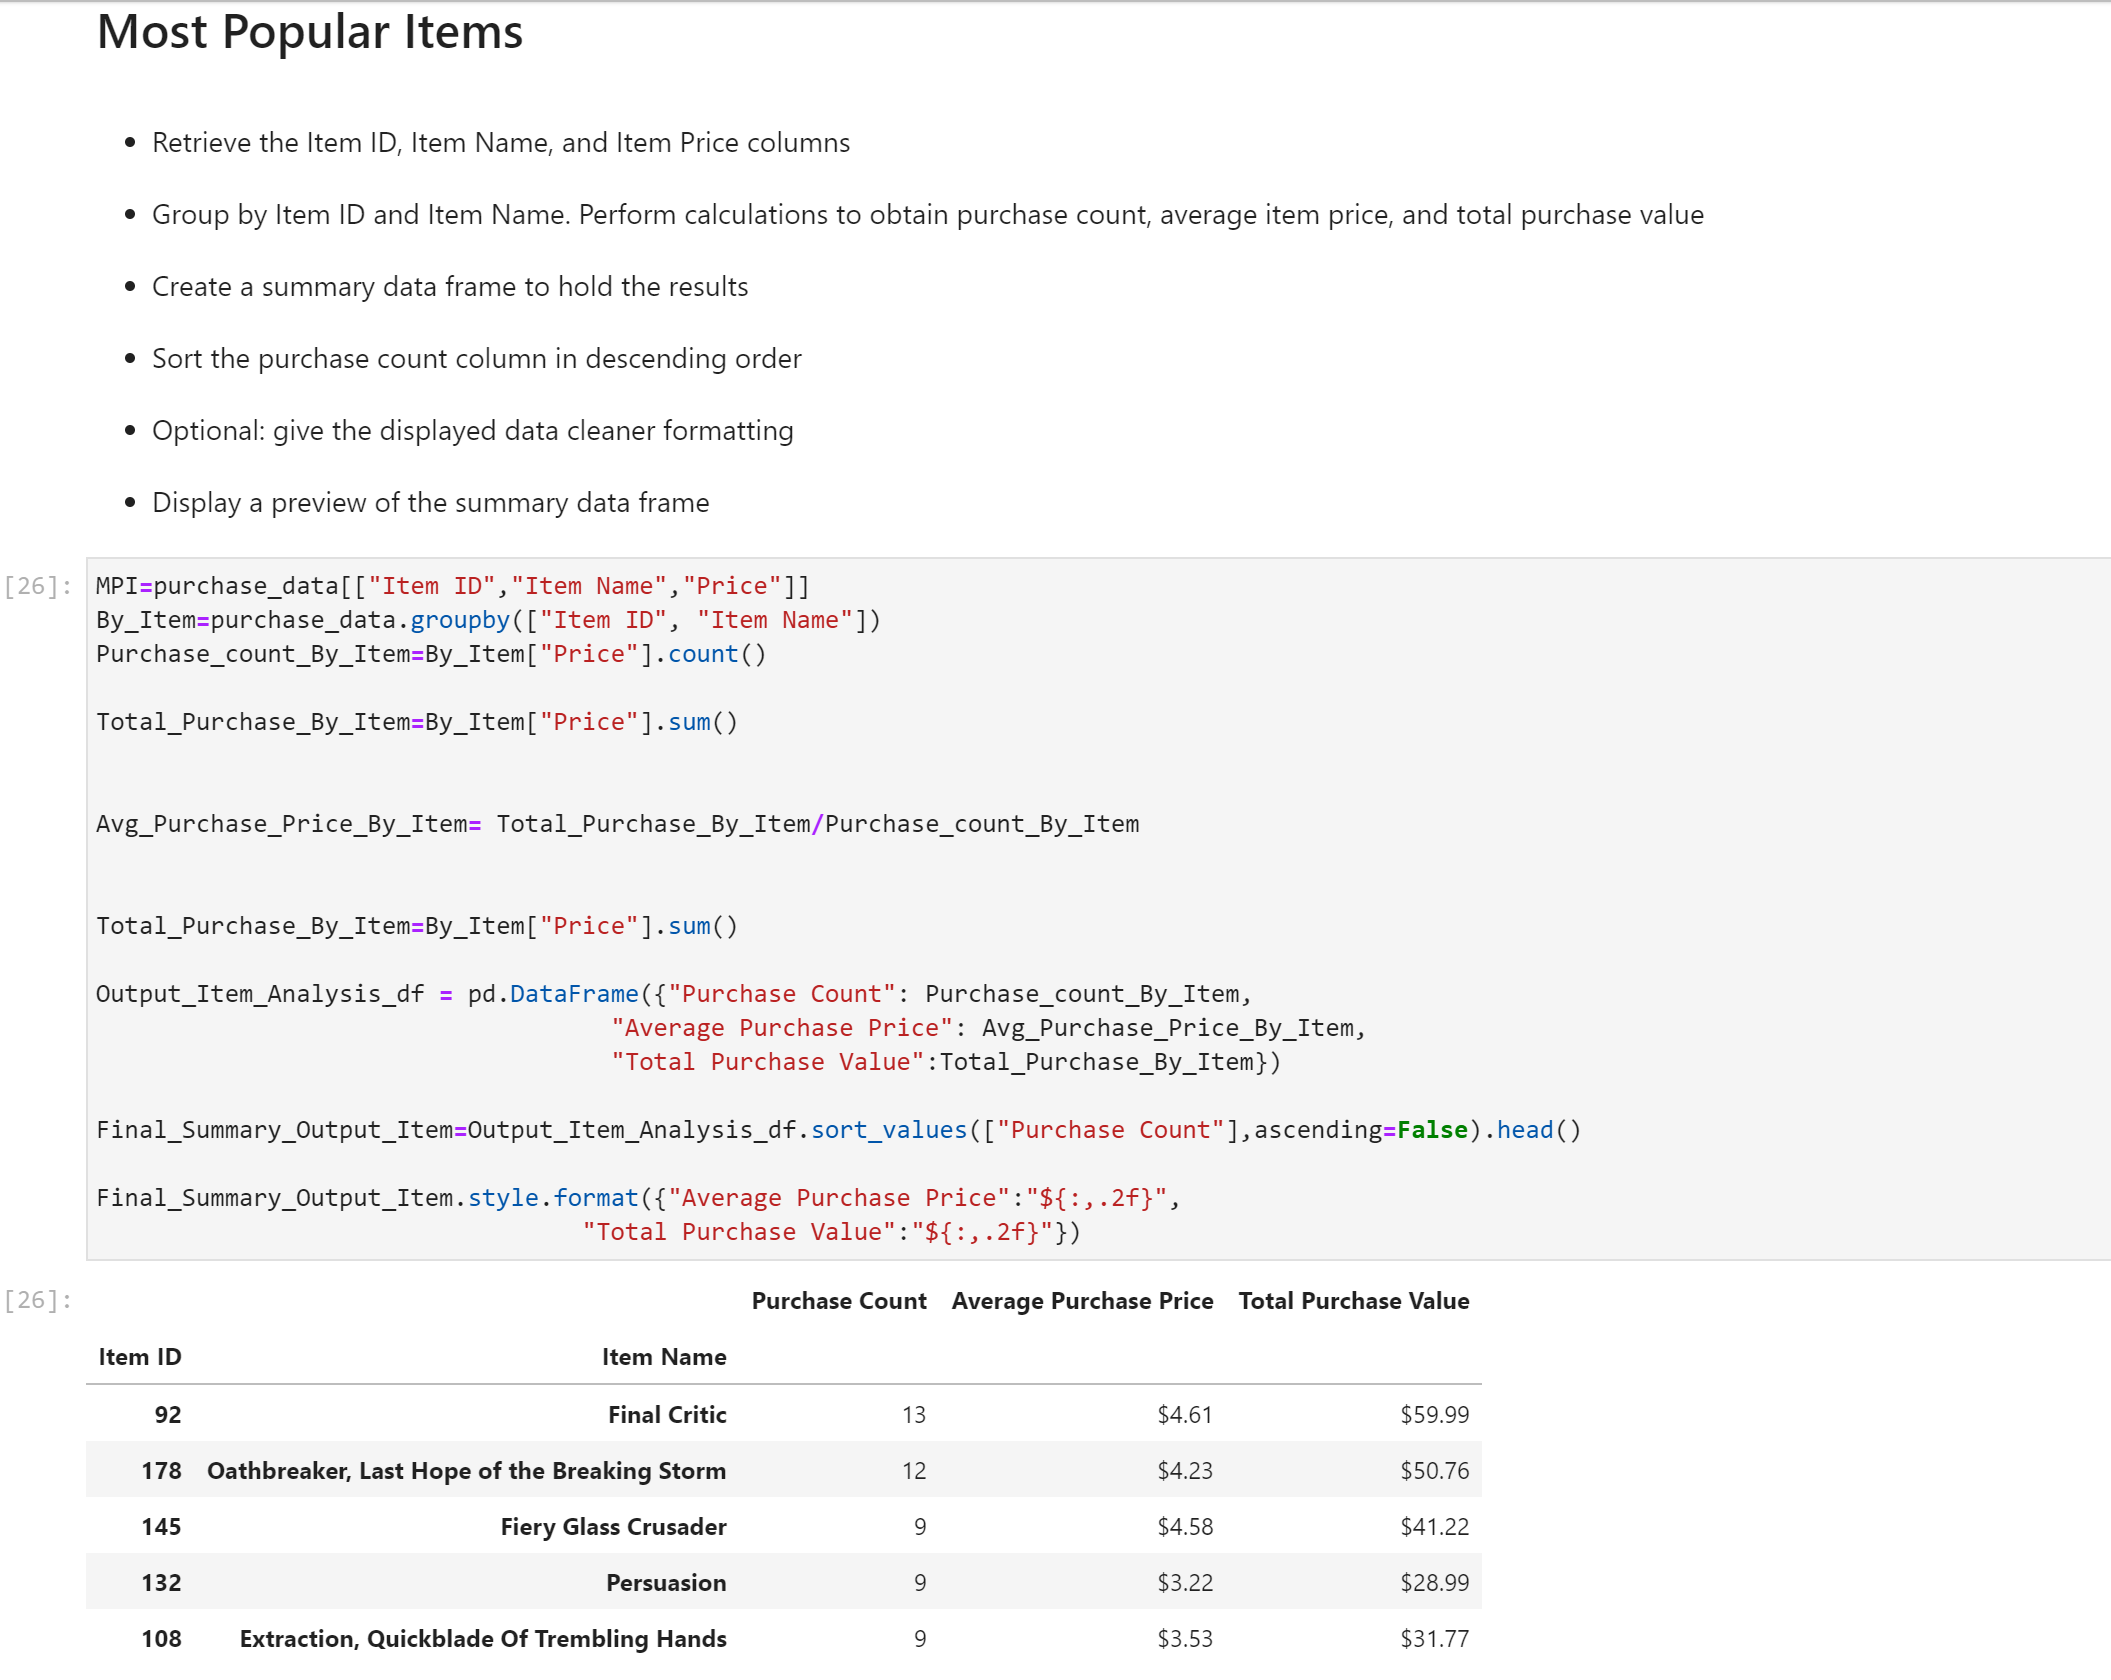 Most Popular Items
• Retrieve the Item ID, Item Name, and Item Price columns
• Group by Item ID and Item Name. Perform calculations to obtain purchase count, average item price, and total purchase value
• Create a summary data frame to hold the results
• Sort the purchase count column in descending order
• Optional: give the displayed data cleaner formatting
• Display a preview of the summary data frame
[26]: MPI=purchase_data[["Item ID","Item Name","Price"]]
By_Item=purchase_data.groupby(["Item ID", "Item Name"])
Purchase_count_By_Item=By_Item["Price"].count()
Total_Purchase_By_Item=By_Item["Price"].sum()
Avg_Purchase_Price_By_Item= Total_Purchase_By_Item/Purchase_count_By_Item
Total_Purchase_By_Item=By_Item["Price"].sum()
Output_Item_Analysis_df = pd.DataFrame({"Purchase Count": Purchase_count_By_Item,
"Average Purchase Price": Avg_Purchase_Price_By_Item,
"Total Purchase Value":Total_Purchase_By_Item})
Final_Summary_Output_Item=Output_Item_Analysis_df.sort_values(["Purchase Count"],ascending=False).head()
Final_Summary_Output_Item.style.format({"Average Purchase Price":"${:,.2f}",
"Total Purchase Value":"${:,.2f}"})
[26]: Purchase Count Average Purchase Price Total Purchase Value
Item ID Item Name
92 Final Critic 13 $4.61 $59.99
178 Oathbreaker, Last Hope of the Breaking Storm 12 $4.23 $50.76
145 Fiery Glass Crusader 9 $4.58 $41.22
132 Persuasion 9 $3.22 $28.99
108 Extraction, Quickblade Of Trembling Hands 9 $3.53 $31.77